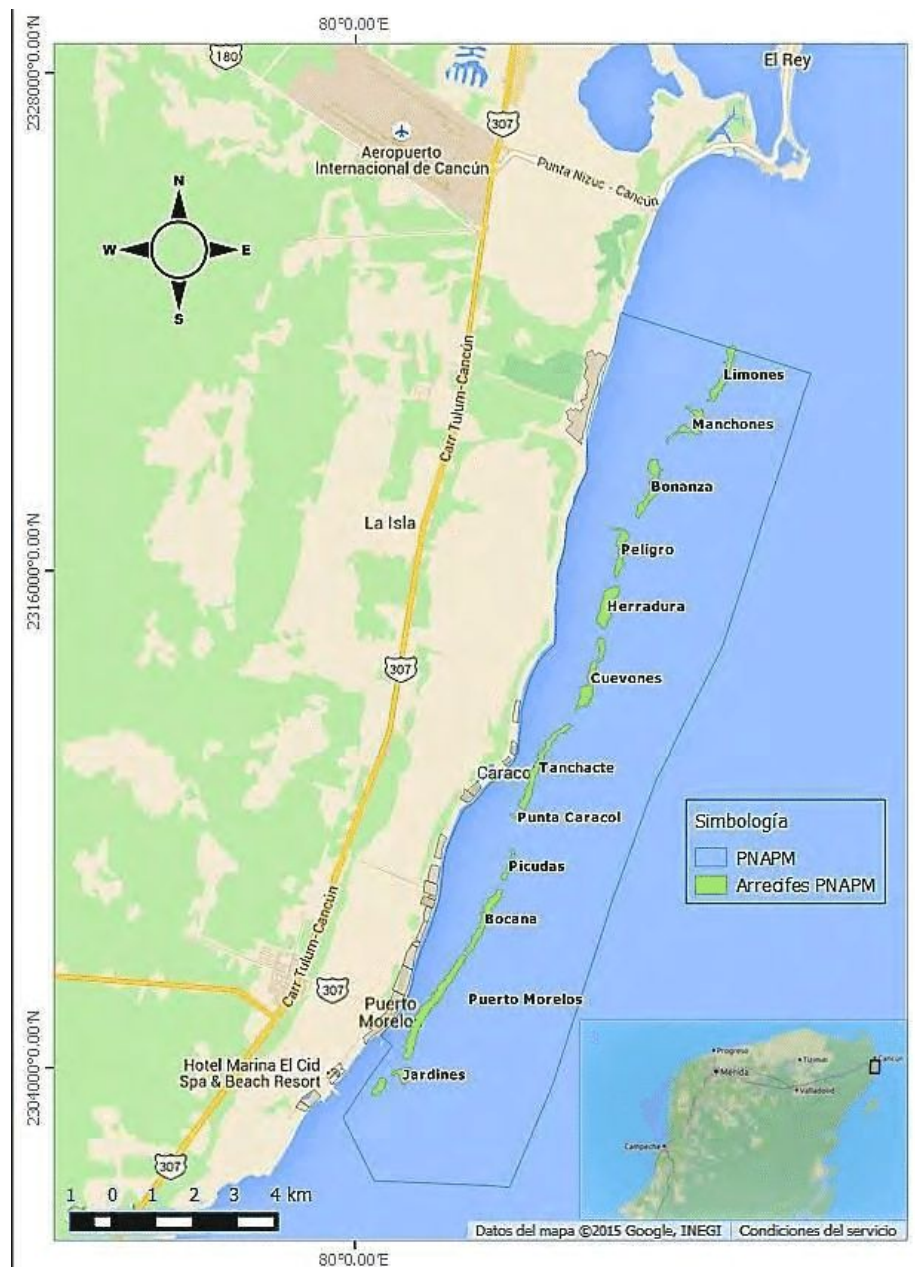 80°0.00'E
2328000°0.00'N
180
El Rey
307
Aeropuerto
Internacional de Cancún
Punta Nizuc - Cancún
N
W
E
S
Limones
Manchones
Carr Tulum-Cancún
Bonanza
La Isla
Peligro
2316000°0.00'N
Herradura
307
Cuevones
Caraco
Tanchacte
Punta Caracol
Simbología
PNAPM
Arrecifes PNAPM
Picudas
Bocana
Carr Tulum-Cancún
307
Puerto
Morelo
Puerto Morelos
2304000°0.00'N
Hotel Marina El Cid
Spa & Beach Resort
Jardines
Progreso
Tizimin
Cancún
Mérida
Valladolid
Campeche
307
1 0 1 2 3 4 km
Datos del mapa ©2015 Google, INEGI
Condiciones del servicio
80°0.00'E